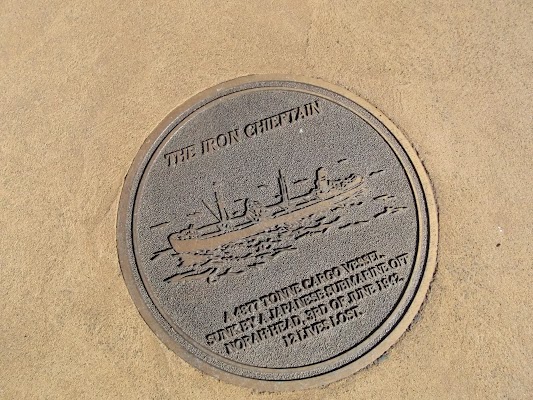 THE IRON CHIEFTAIN
A 4877 TONNE CARGO VESSEL.
SUNK BY A JAPANESE SUBMARINE OFF
NORAH HEAD, 3RD OF JUNE 1942.
12 LIVES LOST.